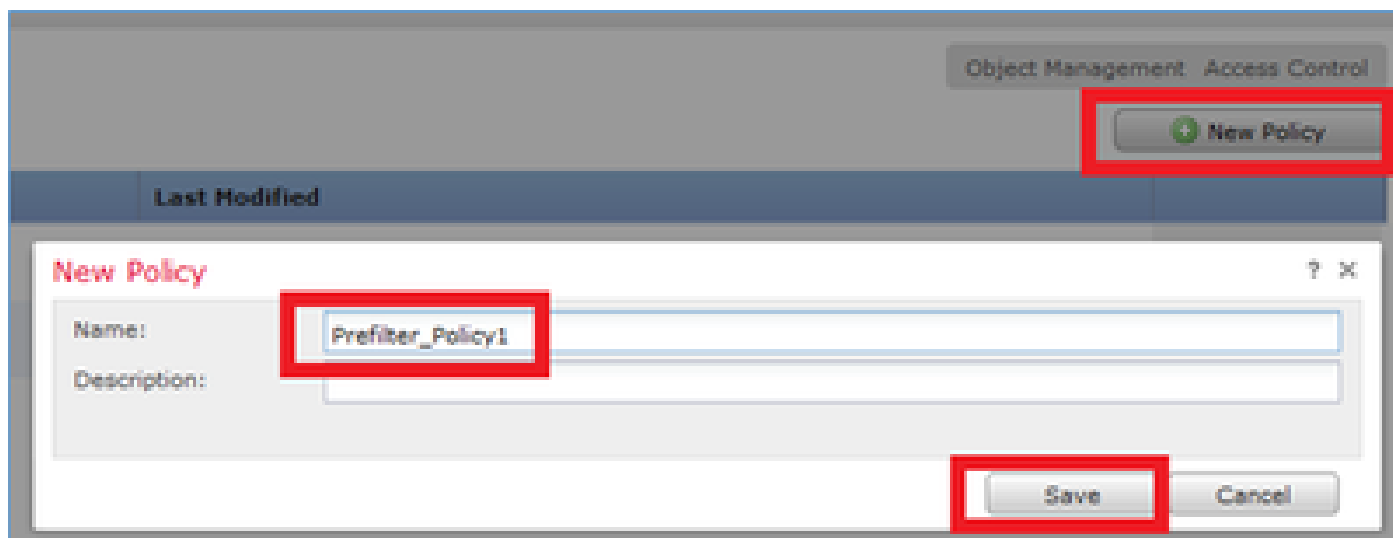 Object Management Access Control
New Policy
Last Modified
New Policy ? X
Name: Prefilter_Policy1
Description:
Save Cancel